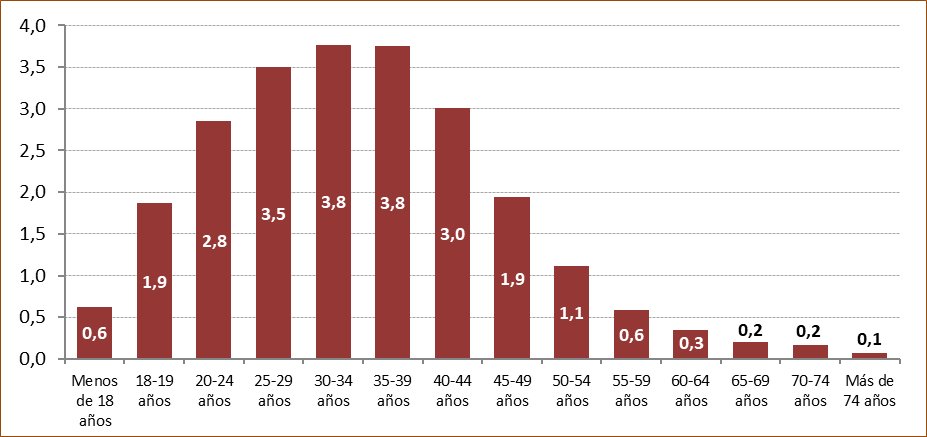 4,0
3,5
3,0
2,5
2,0
1,5
1,0
0,5
0,0
0,6
1,9
2,8
3,5
3,8
3,8
3,0
1,9
1,1
0,6
0,3
0,2
0,2
0,1
Menos
de 18
años
18-19
años
20-24
años
25-29
años
30-34
años
35-39
años
40-44
años
45-49
años
50-54
años
55-59
años
60-64
años
65-69
años
70-74
años
Más de
74 años